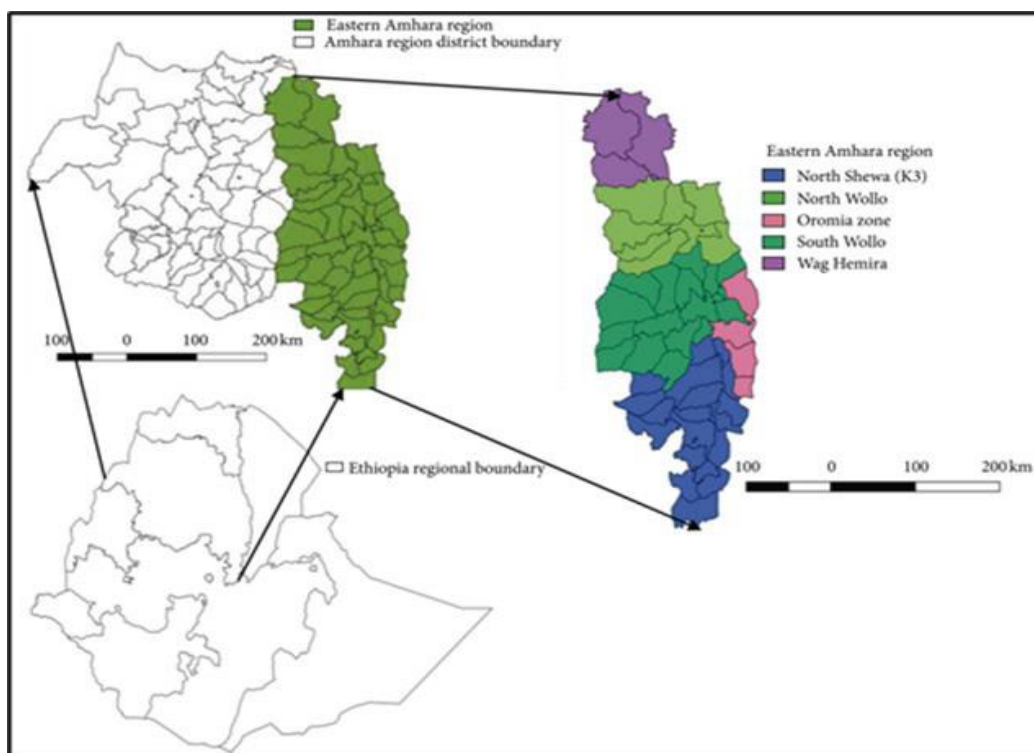 Eastern Amhara region
Amhara region district boundary
Eastern Amhara region
North Shewa (K3)
North Wollo
Oromia zone
South Wollo
Wag Hemira
100 0 100 200 km
Ethiopia regional boundary
100 0 100 200 km